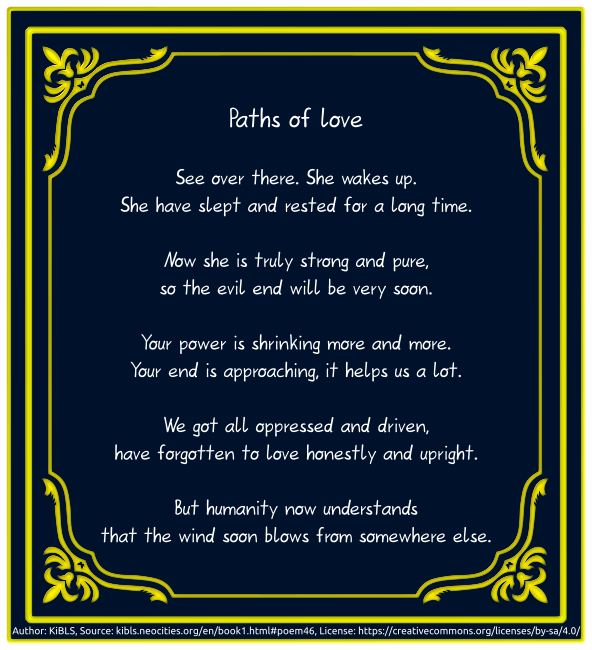 Paths of love
See over there. She wakes up.
She have slept and rested for a long time.
Now she is truly strong and pure,
so the evil end will be very soon.
Your power is shrinking more and more.
Your end is approaching, it helps us a lot.
We got all oppressed and driven,
have forgotten to love honestly and upright.
But humanity now understands
that the wind soon blows from somewhere else.
Author: KiBLS, Source: kibls.neocities.org/en/book1.html#poem46, License: https://creativecommons.org/licenses/by-sa/4.0/